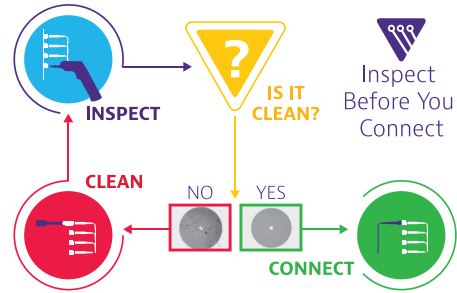 ?
INSPECT
IS IT
CLEAN?
Inspect
Before You
Connect
CLEAN
NO
YES
CONNECT